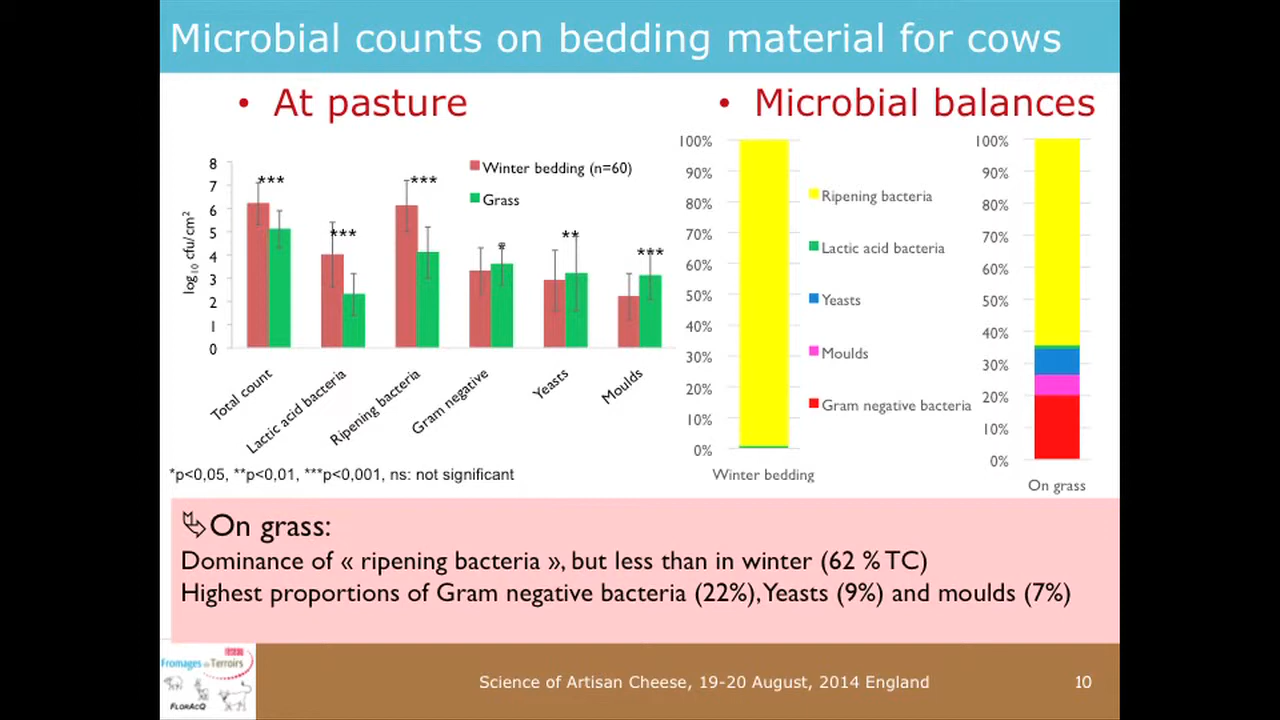 Microbial counts on bedding material for cows
• At pasture
• Microbial balances
8
7
6
5
4
3
2
1
0
log10 cfu/cm²
***
***
***
*
**
***
Winter bedding (n=60)
Grass
Total count
Lactic acid bacteria
Ripening bacteria
Gram negative
Yeasts
Moulds
*p<0,05, **p<0,01, ***p<0,001, ns: not significant
100%
90%
80%
70%
60%
50%
40%
30%
20%
10%
0%
Winter bedding
Ripening bacteria
Lactic acid bacteria
Yeasts
Moulds
Gram negative bacteria
100%
90%
80%
70%
60%
50%
40%
30%
20%
10%
0%
On grass
On grass:
Dominance of « ripening bacteria », but less than in winter (62 % TC)
Highest proportions of Gram negative bacteria (22%), Yeasts (9%) and moulds (7%)
Fromages de Terroirs
FLORACQ
Science of Artisan Cheese, 19-20 August, 2014 England
10